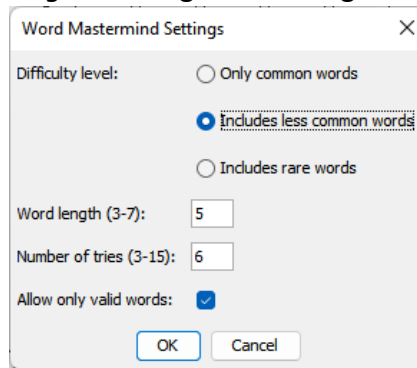 Word Mastermind Settings
Difficulty level: Only common words
Includes less common words
Includes rare words
Word length (3-7): 5
Number of tries (3-15): 6
Allow only valid words:
OK Cancel